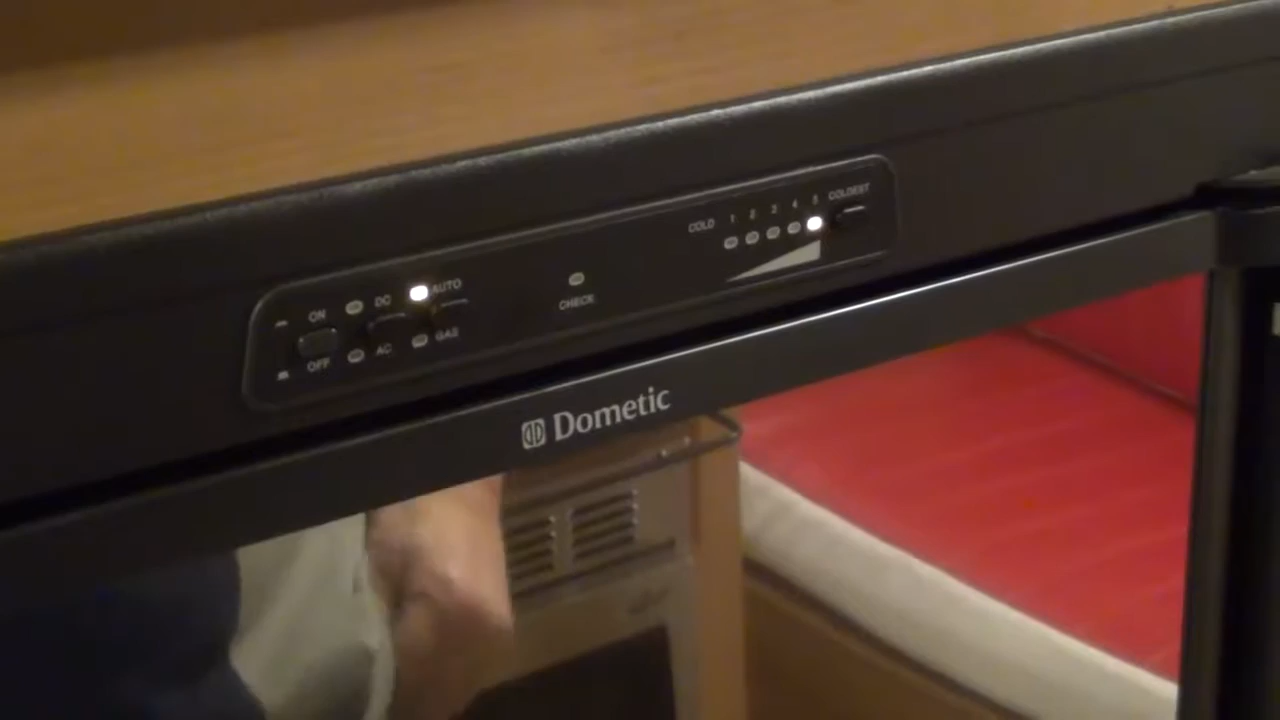 ON
DC
AUTO
OFF
AC
GAS
CHECK
COLD 1 2 3 4 5 COLDEST
Dometic